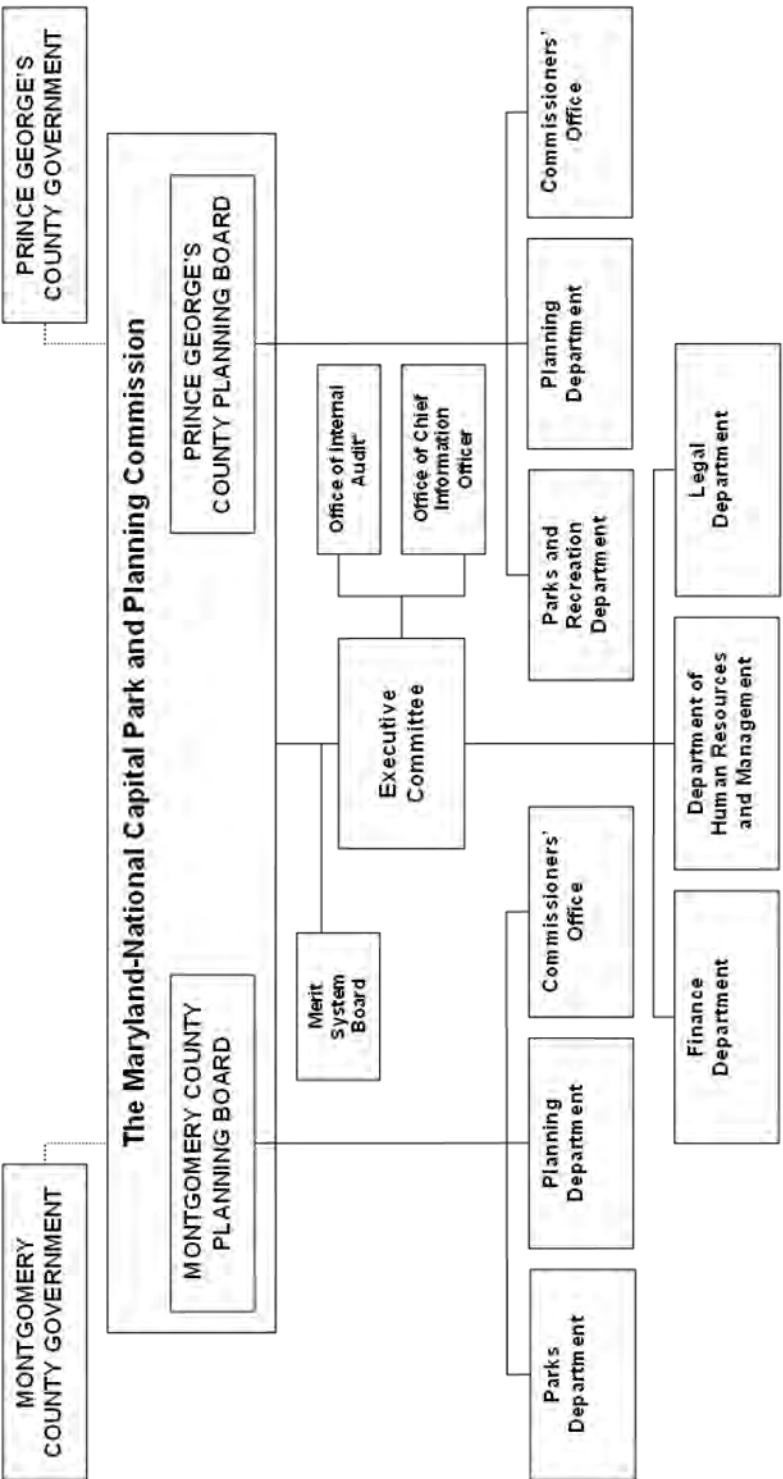 MONTGOMERY
COUNTY GOVERNMENT
PRINCE GEORGE'S
COUNTY GOVERNMENT
The Maryland-National Capital Park and Planning Commission
MONTGOMERY COUNTY
PLANNING BOARD
PRINCE GEORGE'S
COUNTY PLANNING BOARD
Merit
System
Board
Executive
Committee
Office of Internal
Audit*
Office of Chief
Information
Officer
Parks
Department
Planning
Department
Commissioners'
Office
Parks and
Recreation
Department
Planning
Department
Commissioners'
Office
Finance
Department
Department of
Human Resources
and Management
Legal
Department